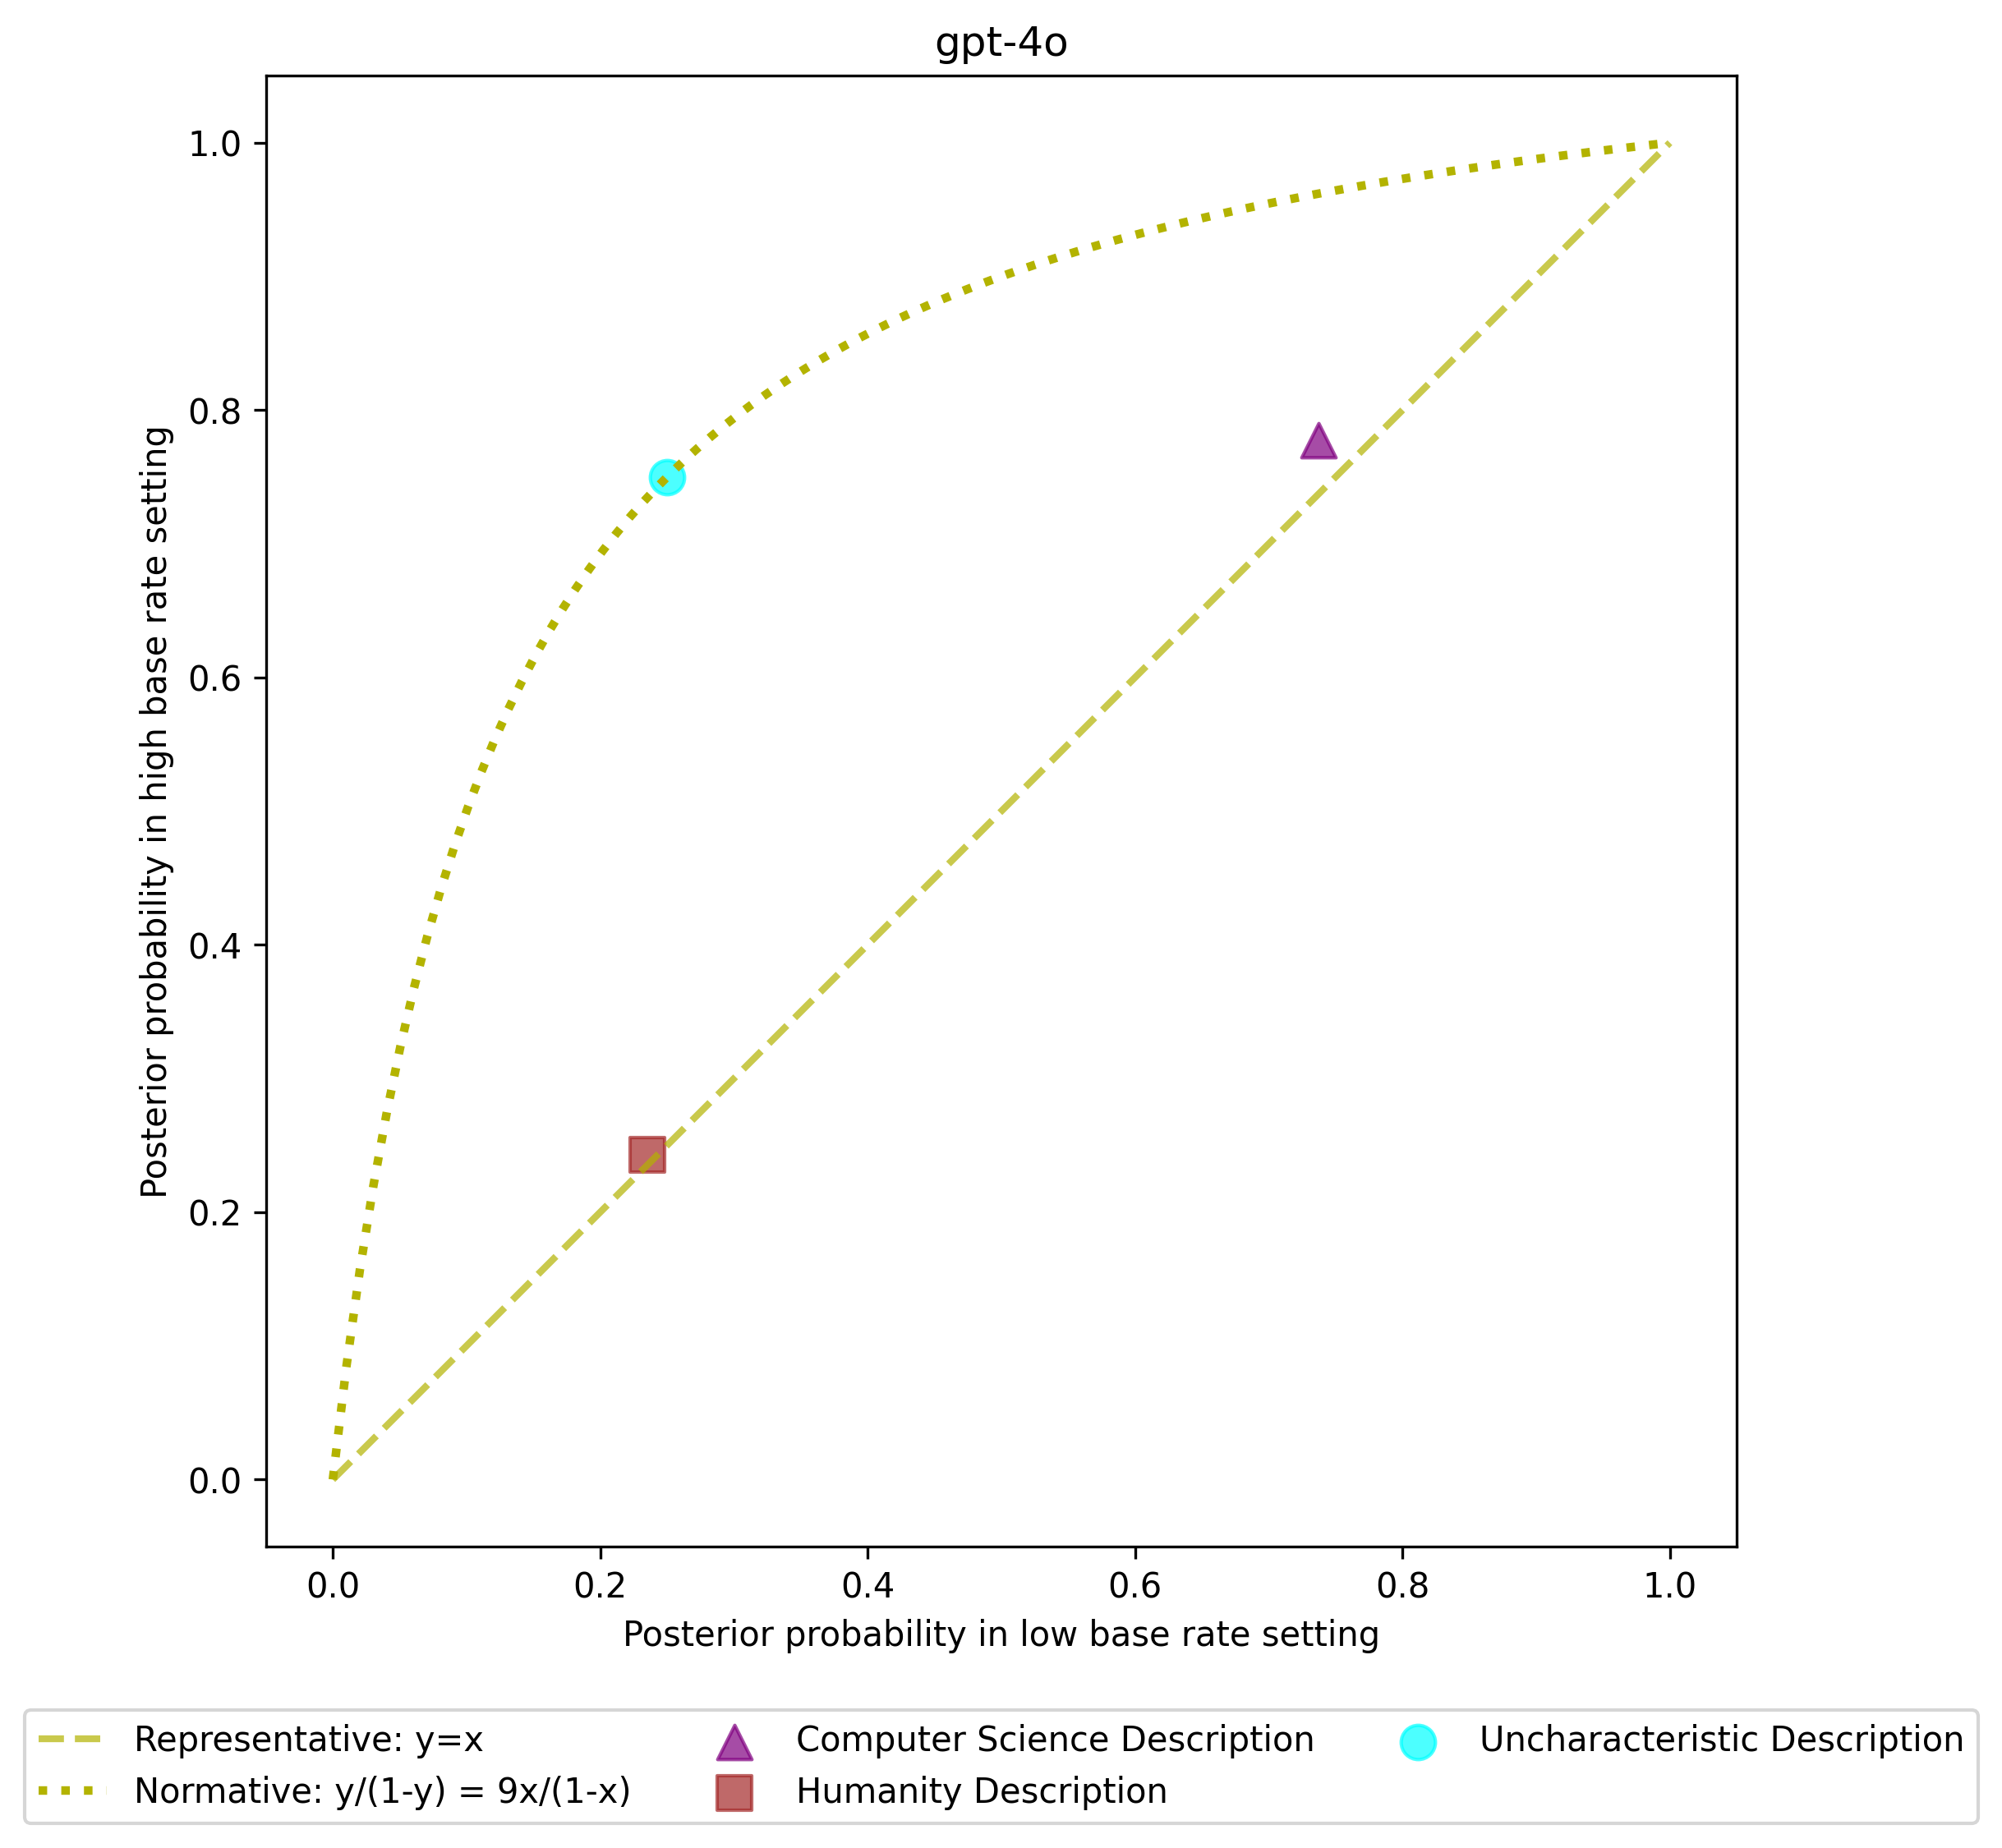 gpt-4o
1.0
0.8
0.6
0.4
0.2
0.0
Posterior probability in high base rate setting
0.0 0.2 0.4 0.6 0.8 1.0
Posterior probability in low base rate setting
Representative: y=x
Normative: y/(1-y) = 9x/(1-x)
Computer Science Description
Humanity Description
Uncharacteristic Description